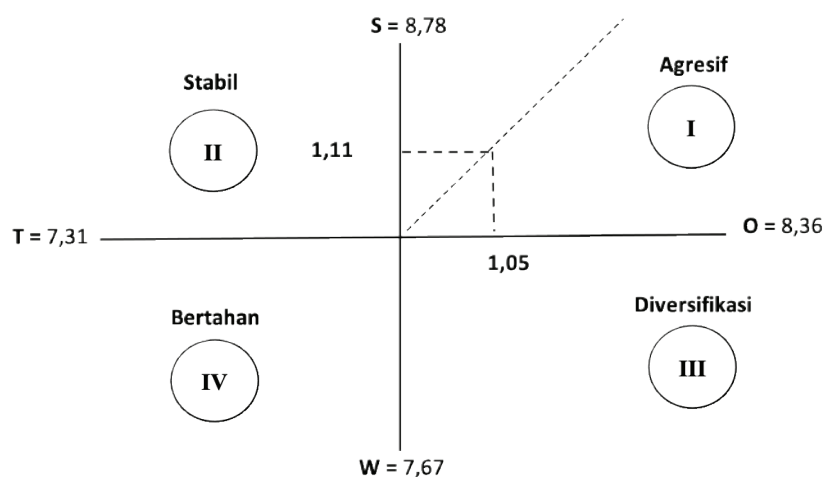 S = 8,78
Agresif
Stabil
I
II
1,11
O = 8,36
T = 7,31
1,05
Diversifikasi
Bertahan
III
IV
W = 7,67